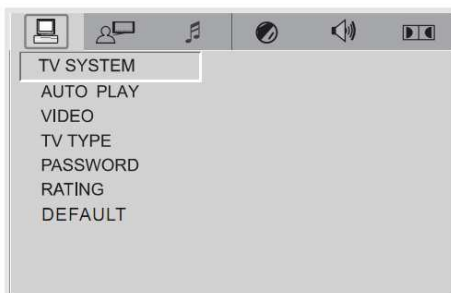 TV SYSTEM
AUTO PLAY
VIDEO
TV TYPE
PASSWORD
RATING
DEFAULT